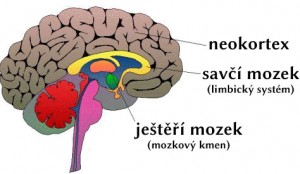 neokortex
savčí mozek
(limbický systém)
ještěří mozek
(mozkový kmen)